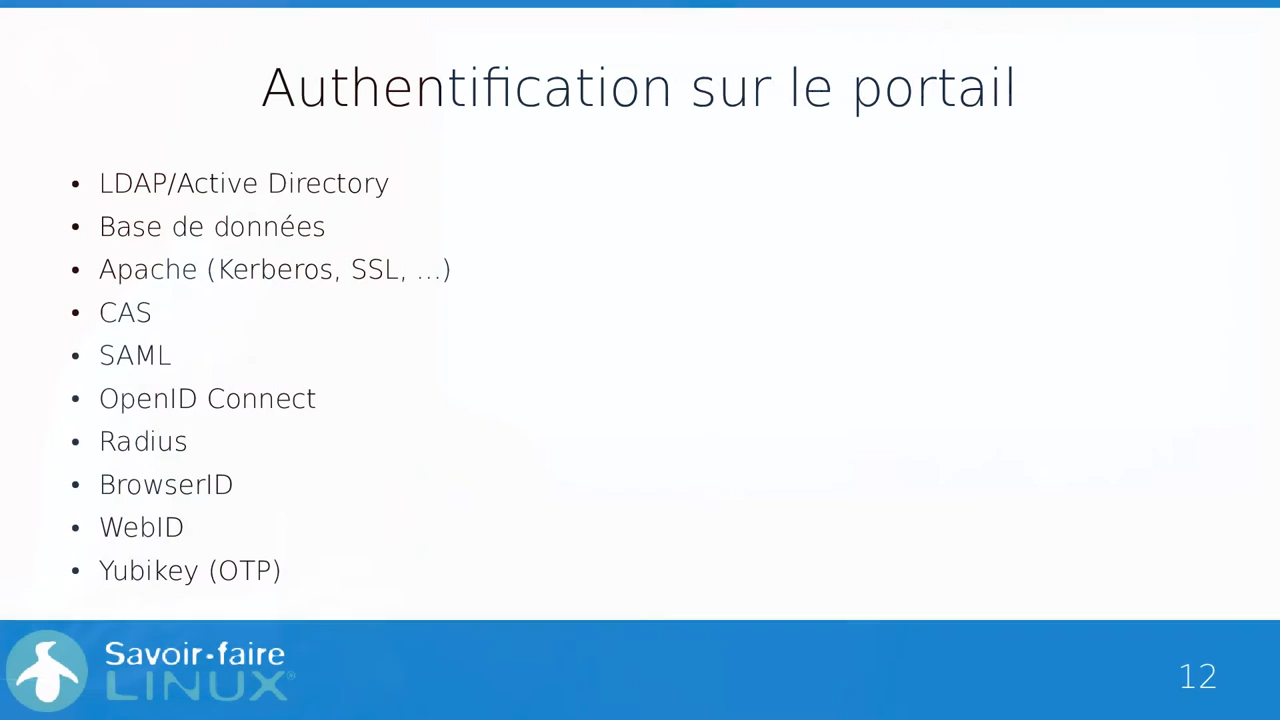 Authentification sur le portail
• LDAP/Active Directory
• Base de données
• Apache (Kerberos, SSL, ...)
• CAS
• SAML
• OpenID Connect
• Radius
• BrowserID
• WebID
• Yubikey (OTP)
Savoir-faire
LINUX®
12